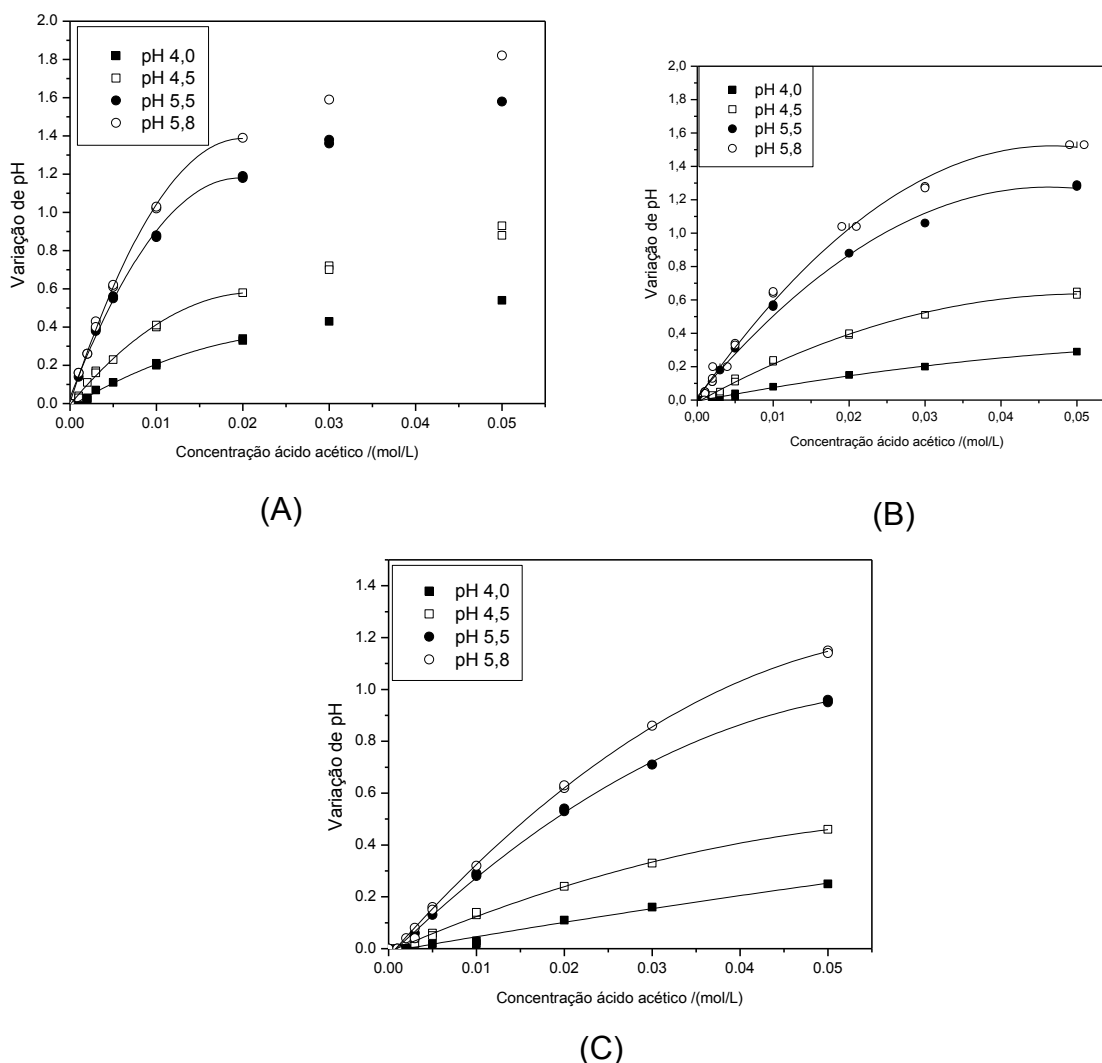 2.0
1.8
1.6
1.4
1.2
1.0
0.8
0.6
0.4
0.2
0.0
Variação de pH
pH 4,0
pH 4,5
pH 5,5
pH 5,8
0.00 0.01 0.02 0.03 0.04 0.05
Concentração ácido acético /(mol/L)
(A)
2,0
1,8
1,6
1,4
1,2
1,0
0,8
0,6
0,4
0,2
0,0
Variação de pH
pH 4,0
pH 4,5
pH 5,5
pH 5,8
0,00 0,01 0,02 0,03 0,04 0,05
Concentração ácido acético /(mol/L)
(B)
1.4
1.2
1.0
0.8
0.6
0.4
0.2
0.0
Variação de pH
pH 4,0
pH 4,5
pH 5,5
pH 5,8
0.00 0.01 0.02 0.03 0.04 0.05
Concentração ácido acético /(mol/L)
(C)